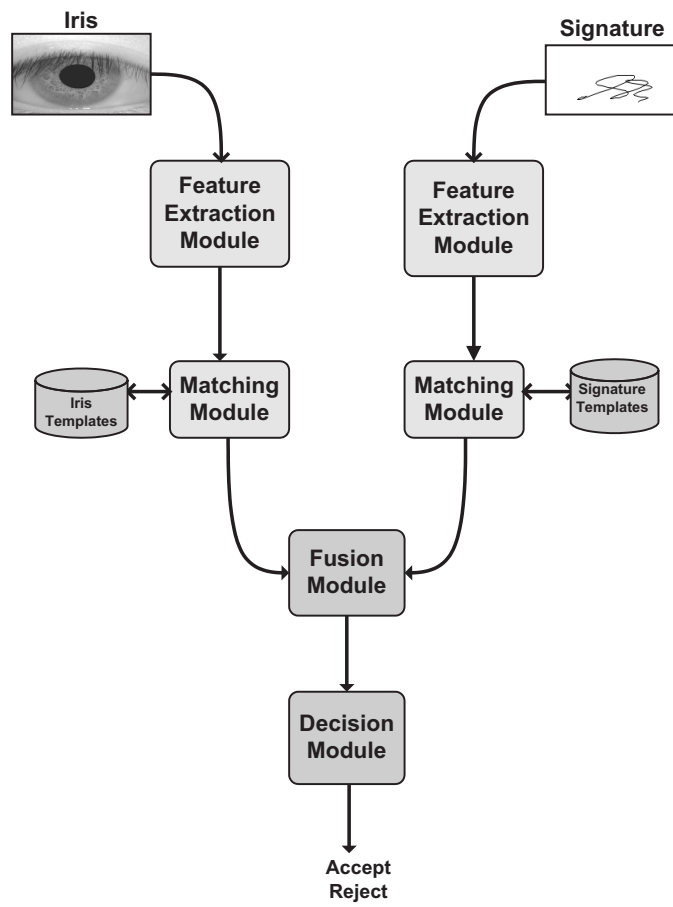 Iris
Signature
Feature
Extraction
Module
Feature
Extraction
Module
Iris
Templates
Matching
Module
Matching
Module
Signature
Templates
Fusion
Module
Decision
Module
Accept
Reject